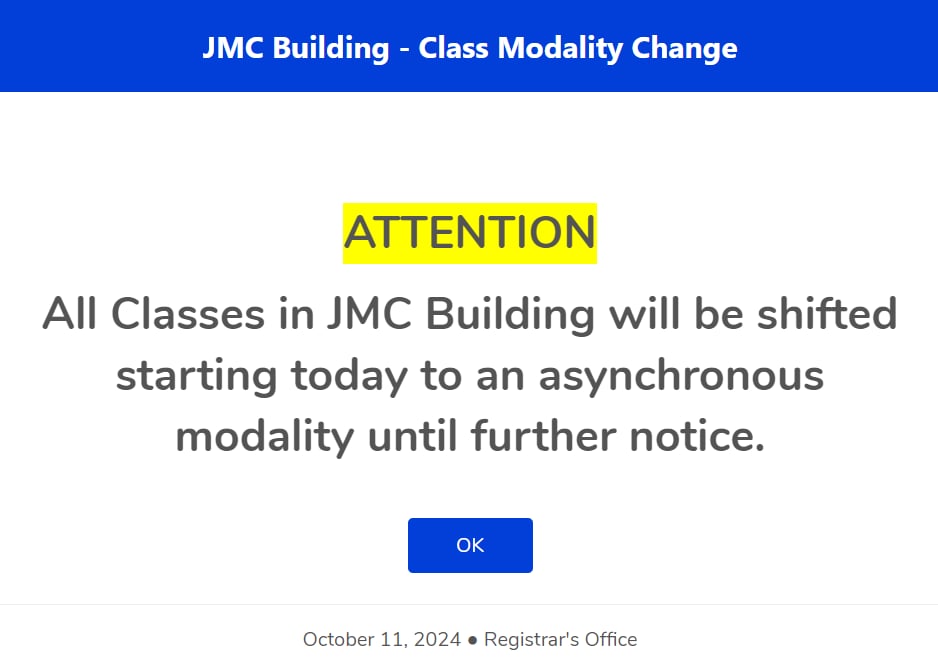 JMC Building - Class Modality Change
ATTENTION
All Classes in JMC Building will be shifted
starting today to an asynchronous
modality until further notice.
OK
October 11, 2024 ● Registrar's Office